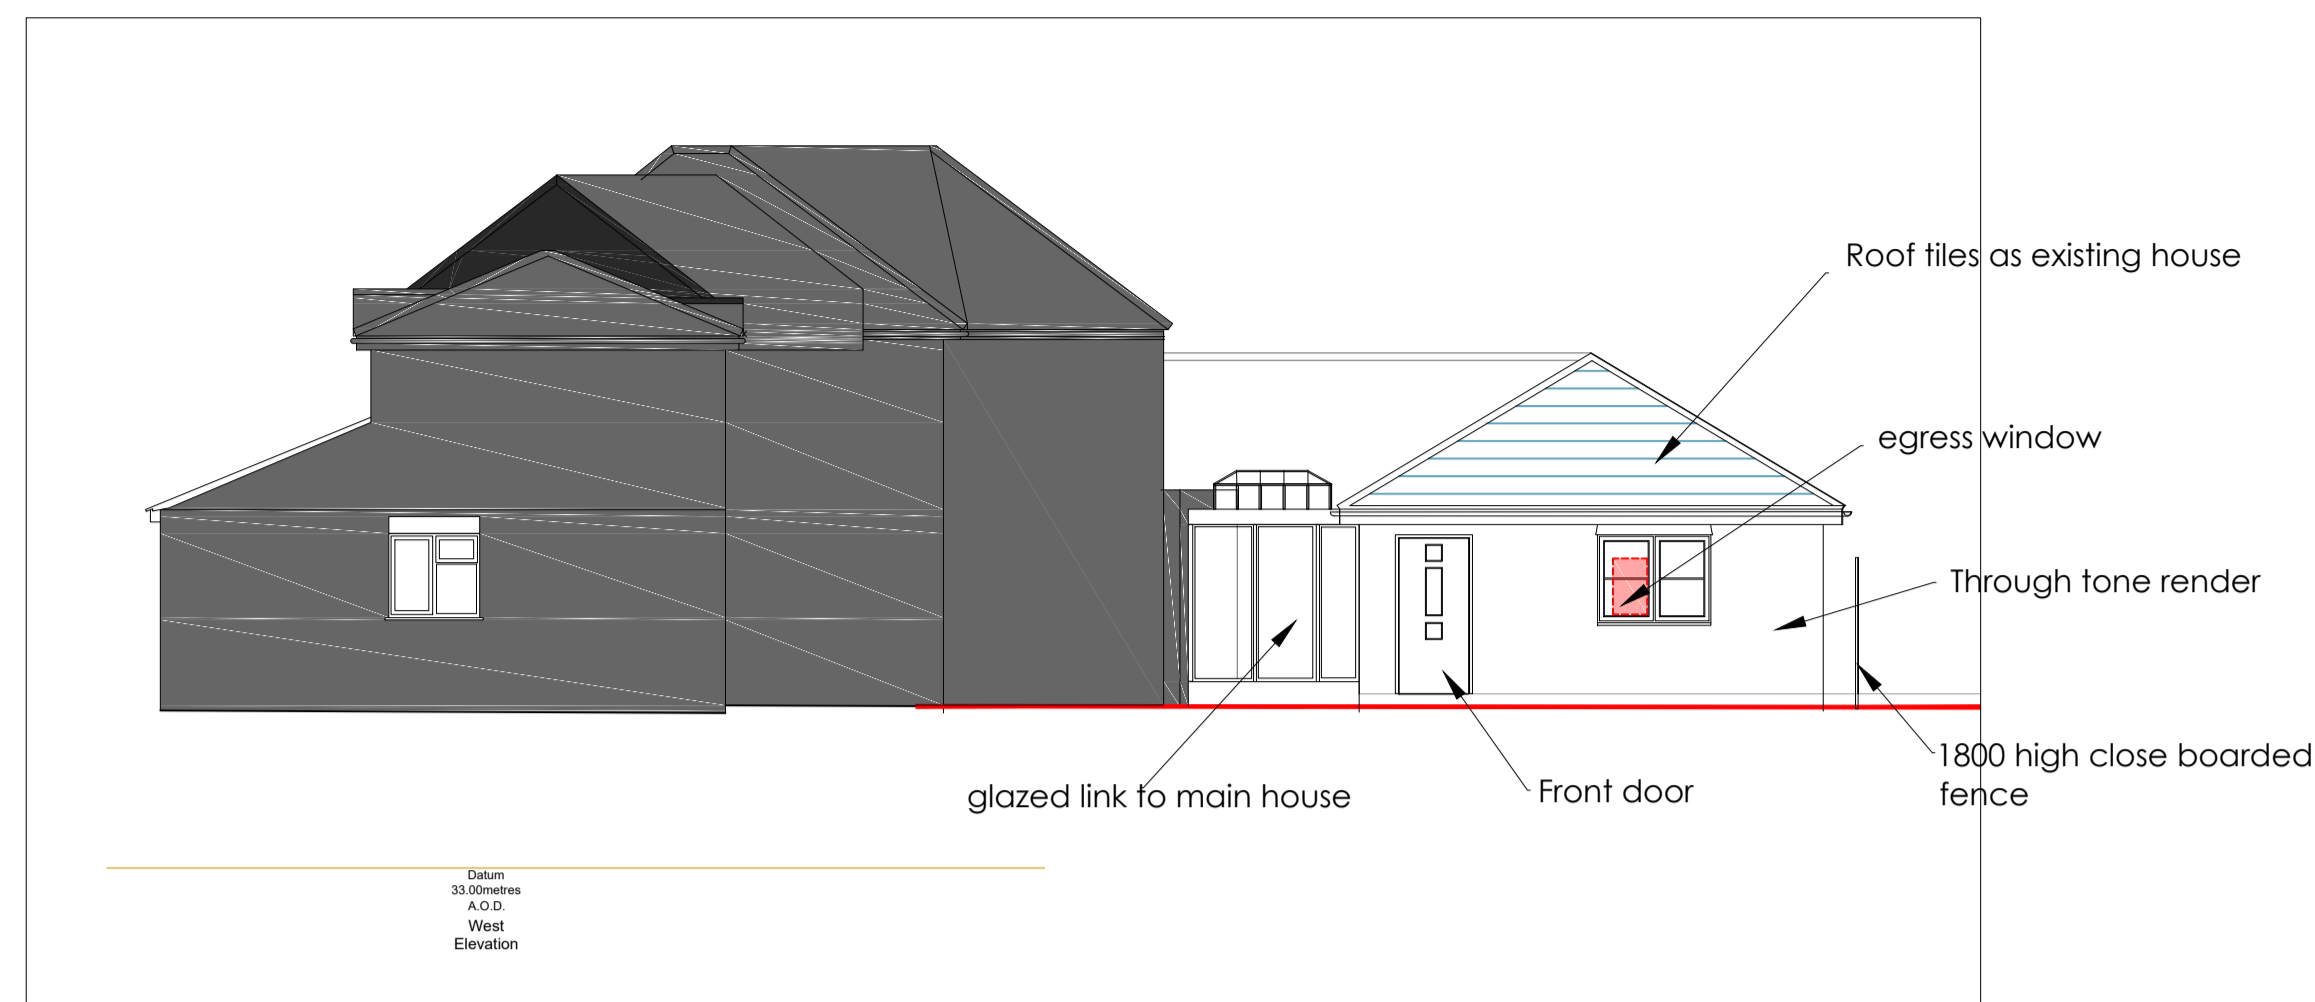 Roof tiles as existing house
egress window
Through tone render
1800 high close boarded
fence
Front door
glazed link to main house
Datum
33.00metres
A.O.D.
West
Elevation